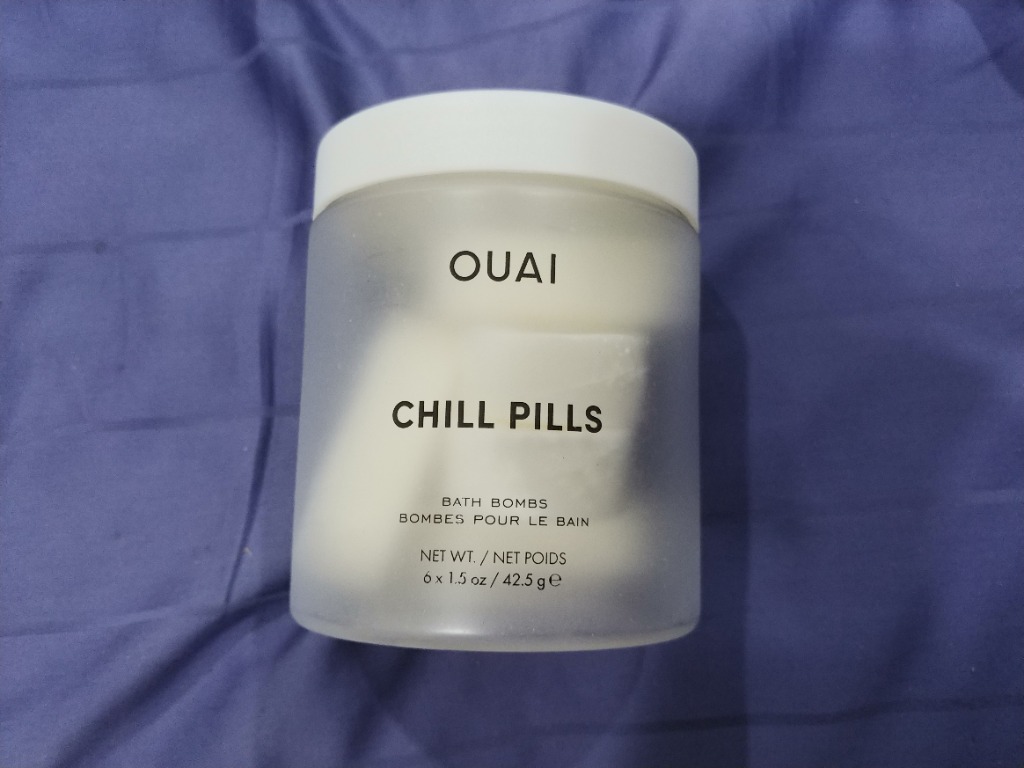 OUAI
CHILL PILLS
BATH BOMBS
BOMBES POUR LE BAIN
NET WT. / NET POIDS
6 x 1.5 oz / 42.5 g ℮